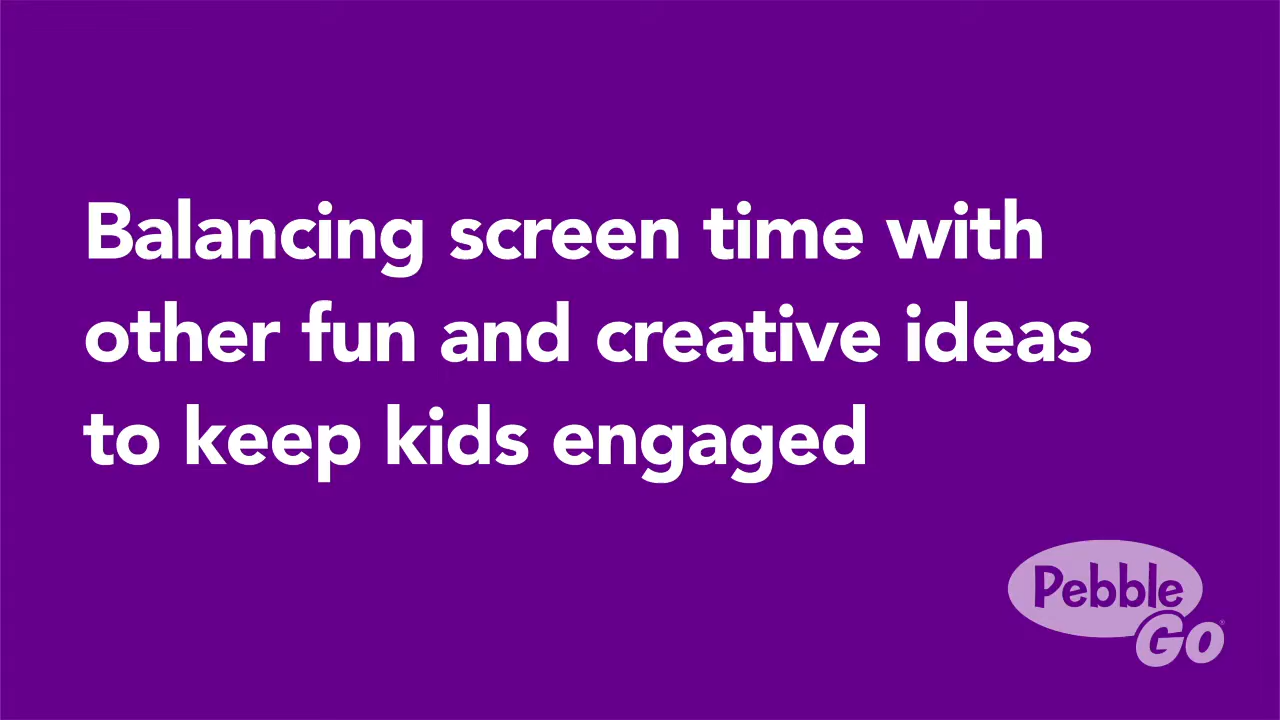 Balancing screen time with
other fun and creative ideas
to keep kids engaged
Pebble
Go®